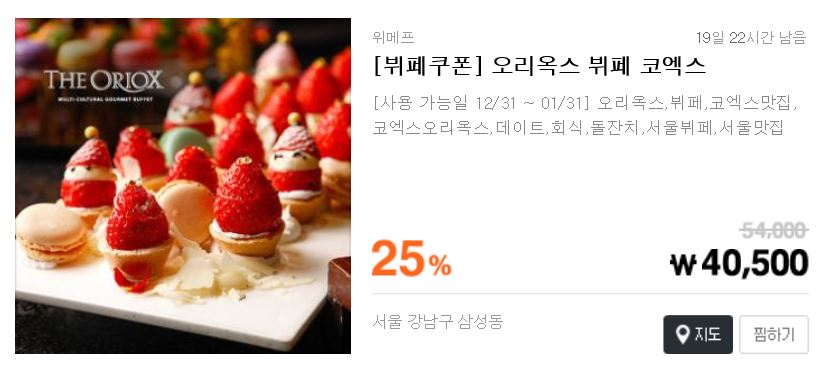 THE ORIOX
MULTI-CULTURAL GOURMET BUFFET
위메프
19일 22시간 남음
[뷔페쿠폰] 오리옥스 뷔페 코엑스
[사용 가능일 12/31 ~ 01/31] 오리옥스,뷔페,코엑스맛집,
코엑스오리옥스,데이트,회식,돌잔치,서울뷔페,서울맛집
54,000
25%
₩40,500
서울 강남구 삼성동
지도
찜하기